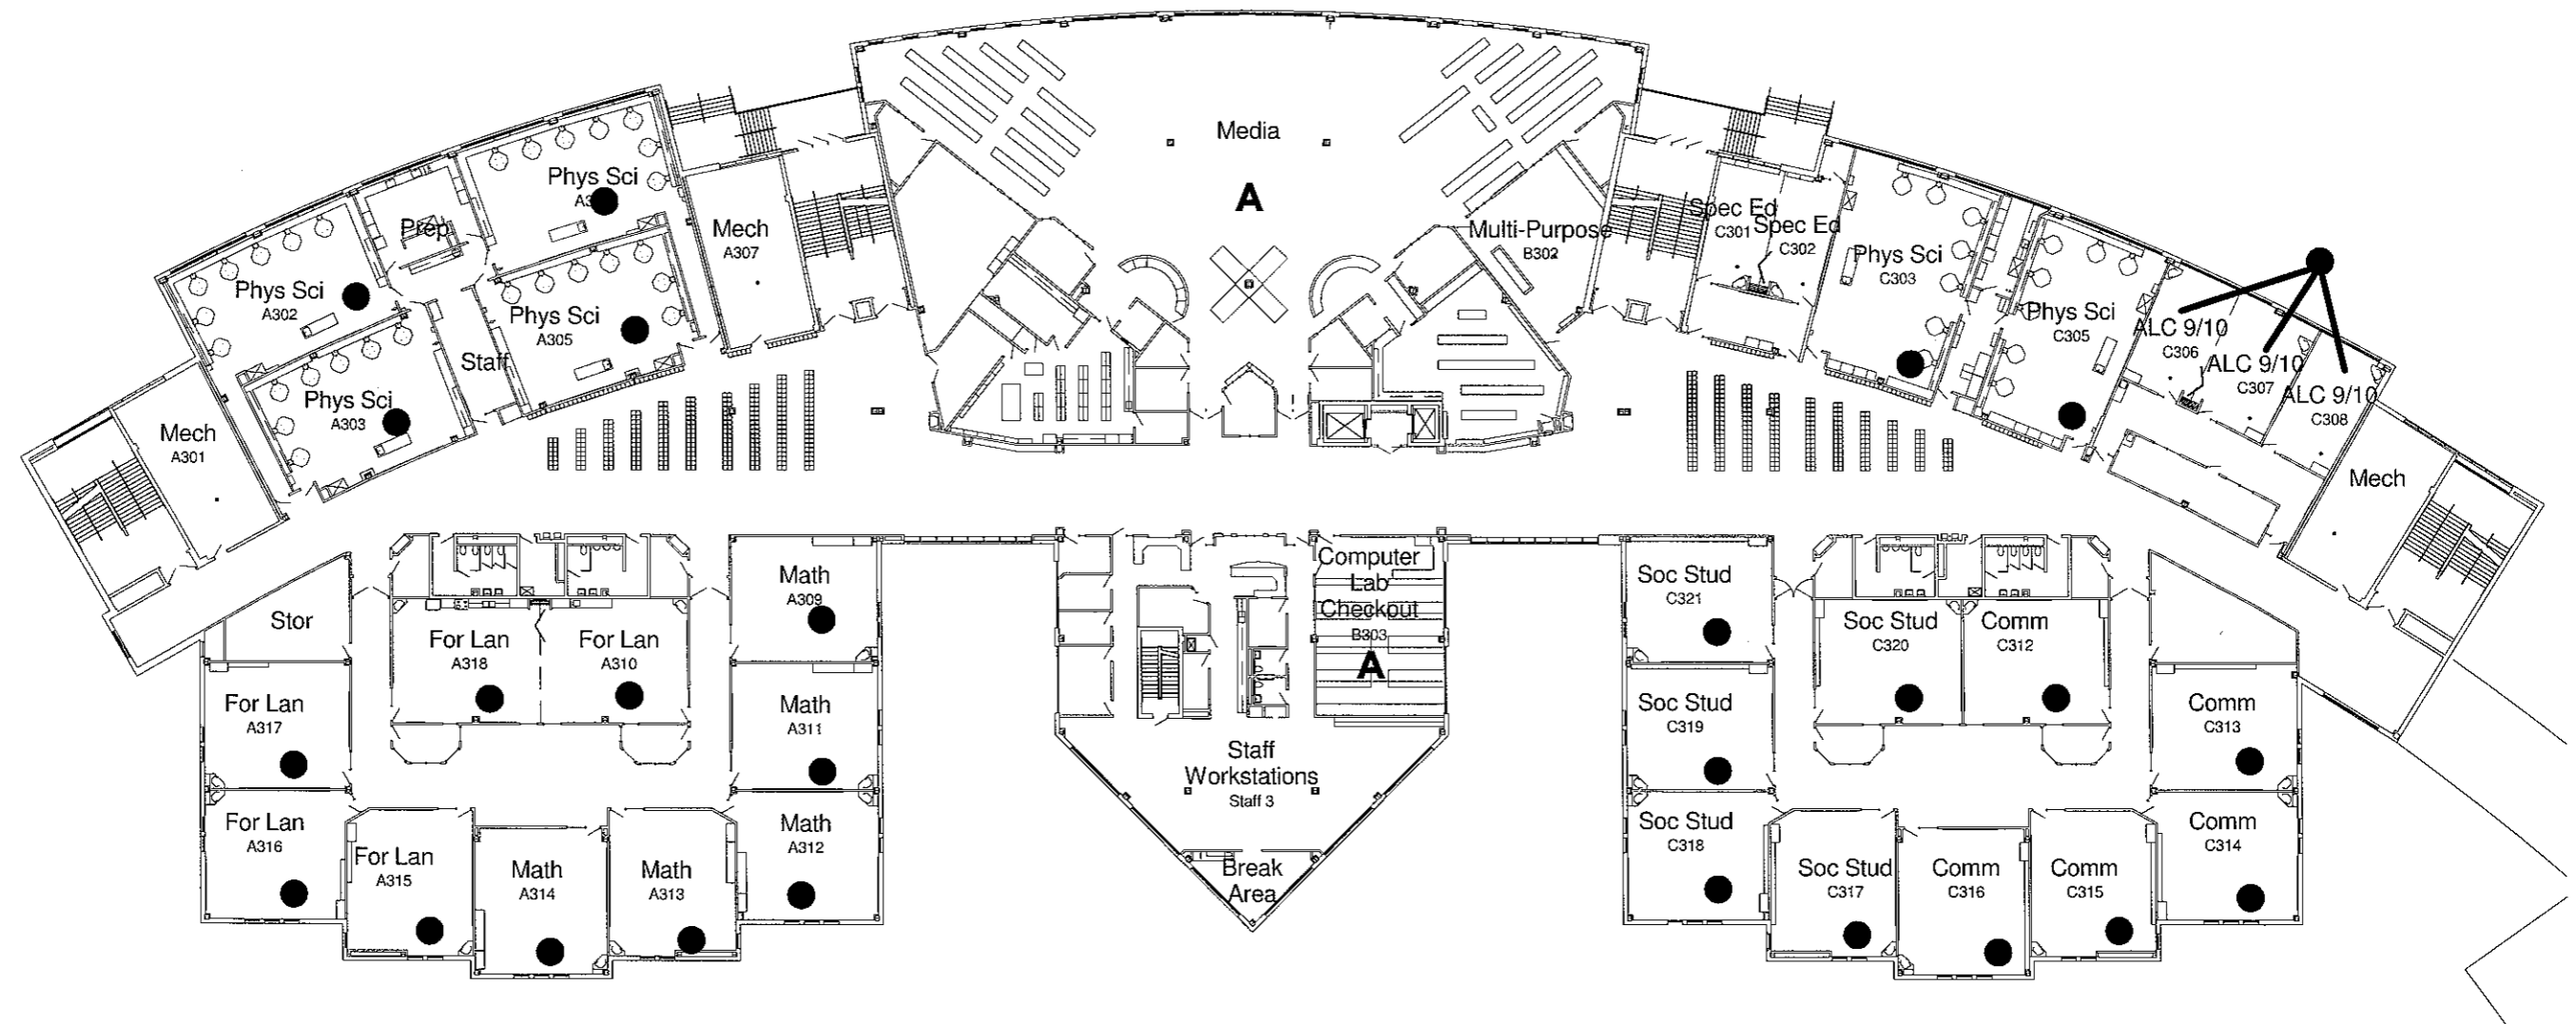 Media
A
Phys Sci
Prep
Mech
A307
Phys Sci
A302
Phys Sci
A305
Staff
Phys Sci
A303
Mech
A301
Multi-Purpose
B302
Spec Ed
C301
Spec Ed
C302
Phys Sci
C303
Phys Sci
C305
ALC 9/10
C306
ALC 9/10
C307
ALC 9/10
C308
Mech
Stor
For Lan
A318
For Lan
A310
Math
A309
For Lan
A317
Math
A311
For Lan
A316
For Lan
A315
Math
A314
Math
A313
Math
A312
Computer
Lab
Checkout
B303
A
Staff
Workstations
Staff 3
Break
Area
Soc Stud
C321
Soc Stud
C320
Comm
C312
Soc Stud
C319
Comm
C313
Soc Stud
C318
Soc Stud
C317
Comm
C316
Comm
C315
Comm
C314